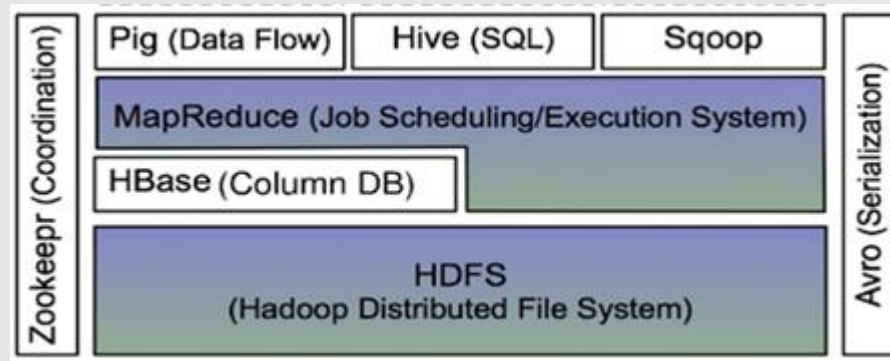 Zookeepr (Coordination)
Pig (Data Flow)
Hive (SQL)
Sqoop
MapReduce (Job Scheduling/Execution System)
HBase (Column DB)
HDFS
(Hadoop Distributed File System)
Avro (Serialization)